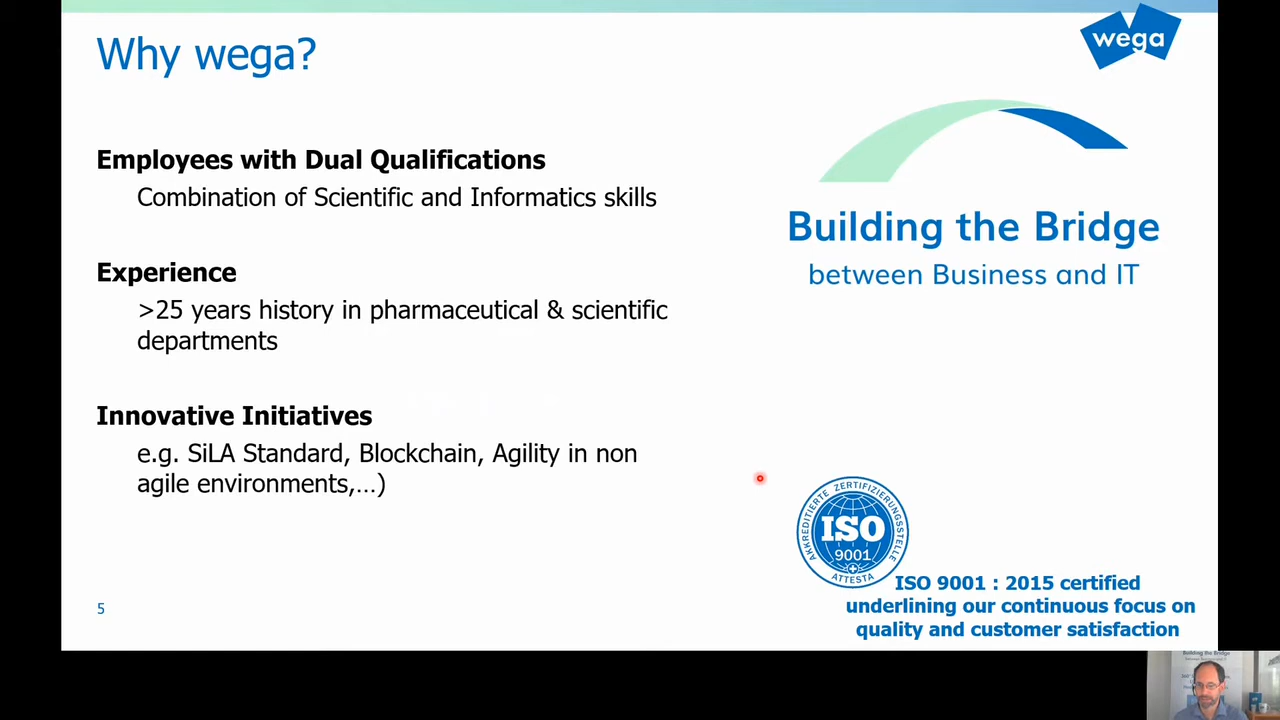 Why wega?
wega
Employees with Dual Qualifications
Combination of Scientific and Informatics skills
Experience
>25 years history in pharmaceutical & scientific
departments
Innovative Initiatives
e.g. SiLA Standard, Blockchain, Agility in non
agile environments,...)
Building the Bridge
between Business and IT
AKKREDITIERTE ZERTIFIZIERUNGSSTELLE
ISO
9001
ATTESTA
ISO 9001 : 2015 certified
underlining our continuous focus on
quality and customer satisfaction
5
Building the Bridge